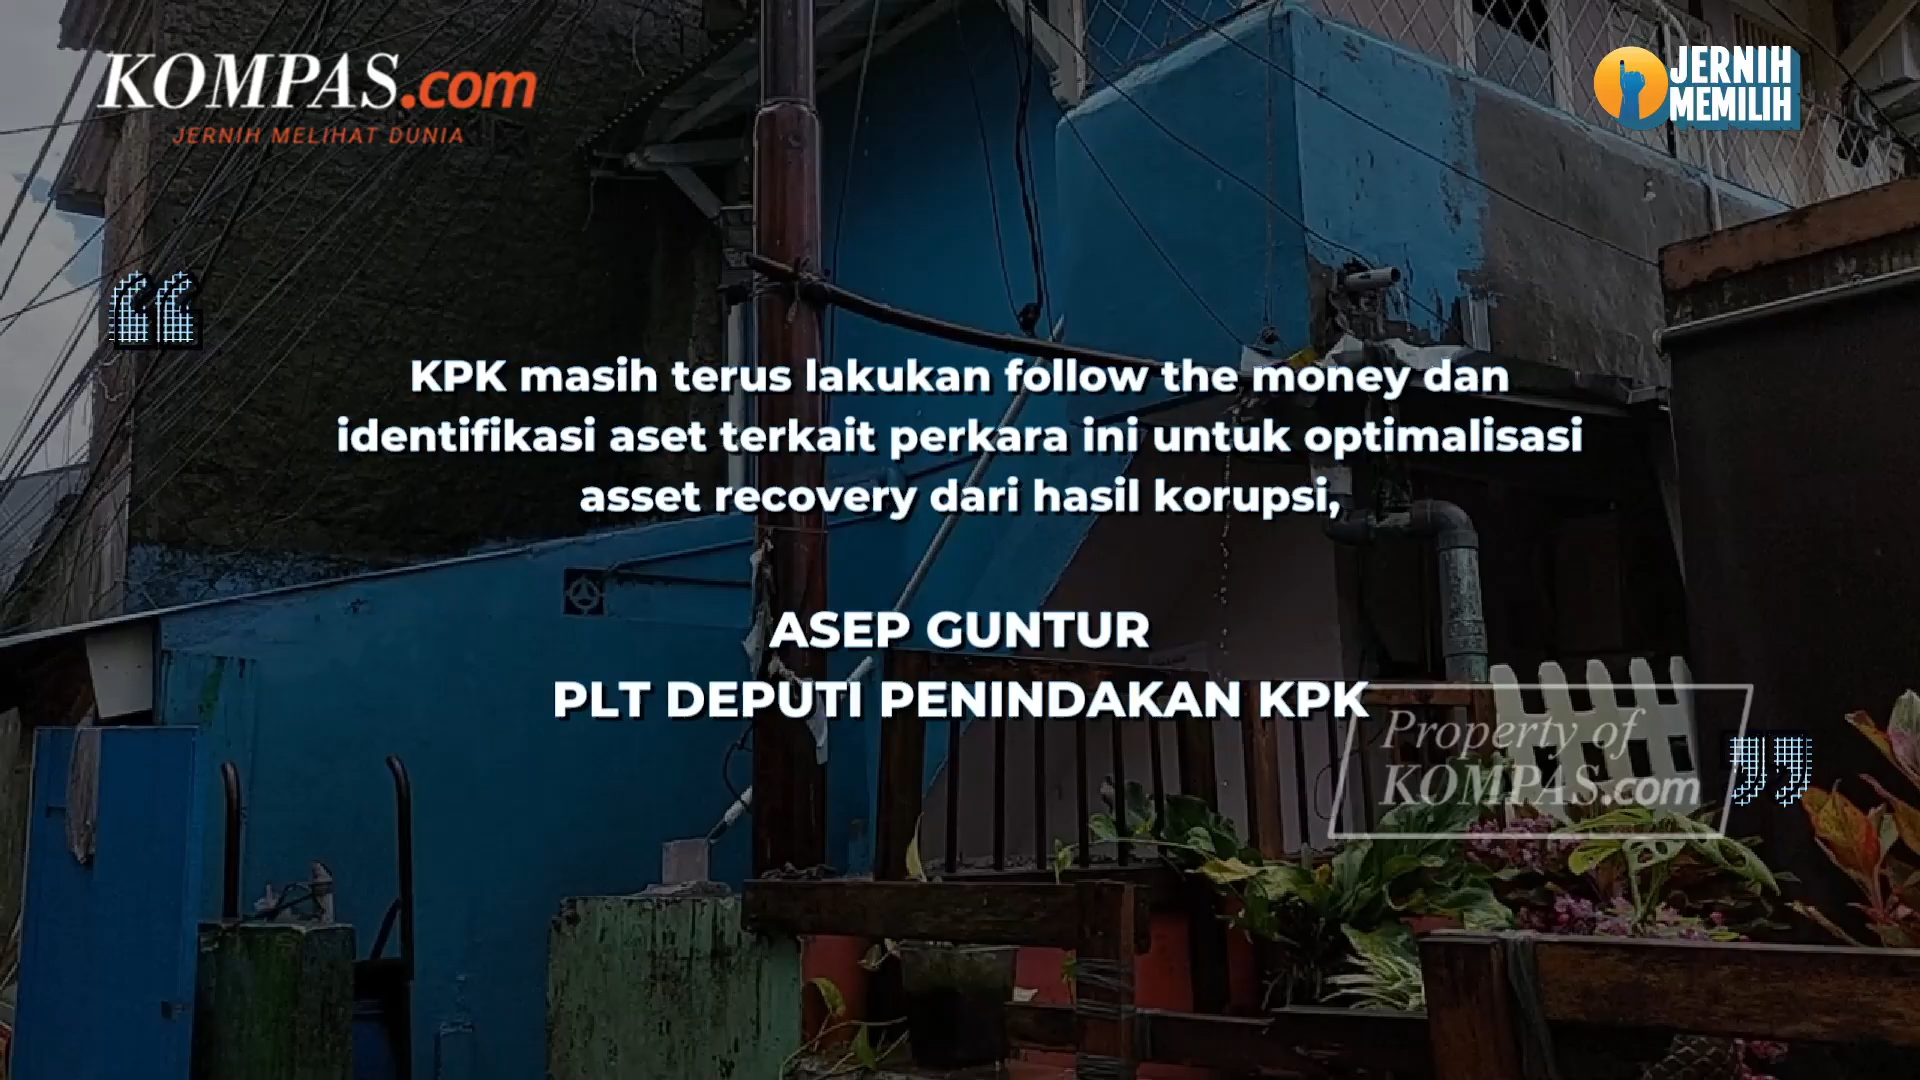 KOMPAS.com
JERNIH MELIHAT DUNIA
JERNIH
MEMILIH
KPK masih terus lakukan follow the money dan
identifikasi aset terkait perkara ini untuk optimalisasi
asset recovery dari hasil korupsi,
ASEP GUNTUR
PLT DEPUTI PENINDAKAN KPK
Property of
KOMPAS.com